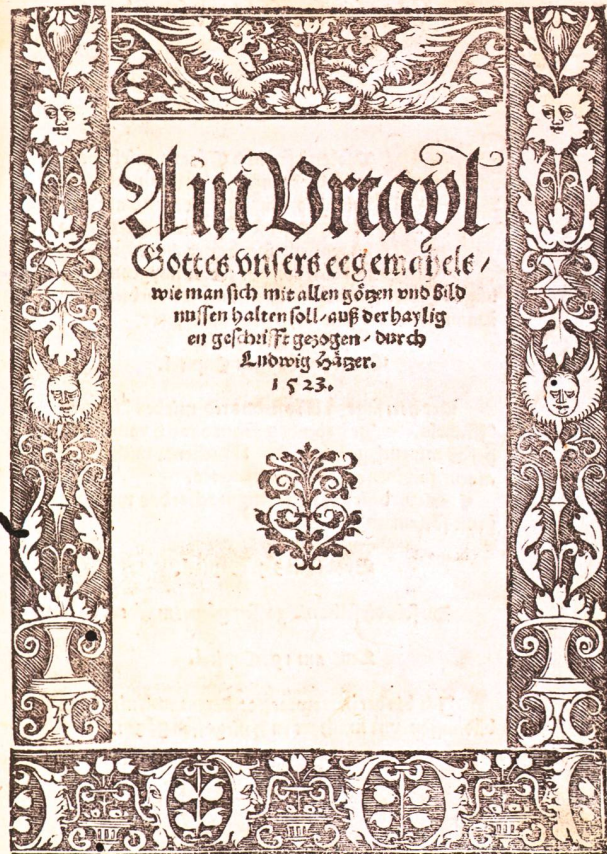 Ain Vrtayl
Gottes vnsers eegemahels/
wie man sich mit allen götzen vnd bild
nussen halten soll/ auß der haylig
en geschrifft gezogen/ durch
Ludwig Hätzer.
1523.